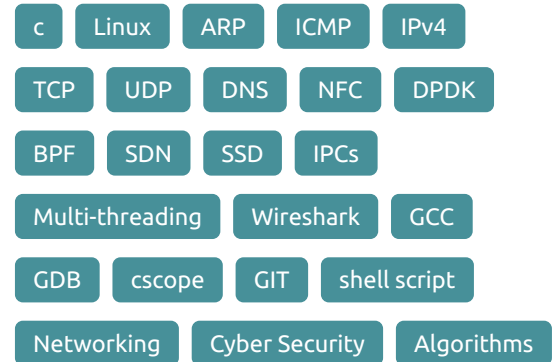 c Linux ARP ICMP IPv4
TCP UDP DNS NFC DPDK
BPF SDN SSD IPCs
Multi-threading Wireshark GCC
GDB cscope GIT shell script
Networking Cyber Security Algorithms